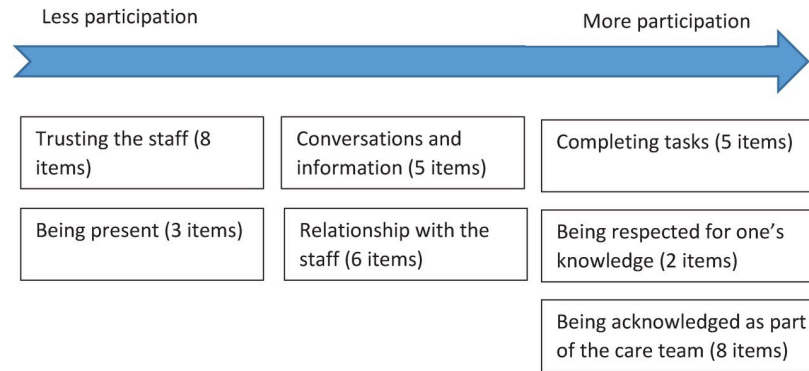 Less participation
More participation
Trusting the staff (8
items)
Conversations and
information (5 items)
Completing tasks (5 items)
Being present (3 items)
Relationship with the
staff (6 items)
Being respected for one's
knowledge (2 items)
Being acknowledged as part
of the care team (8 items)